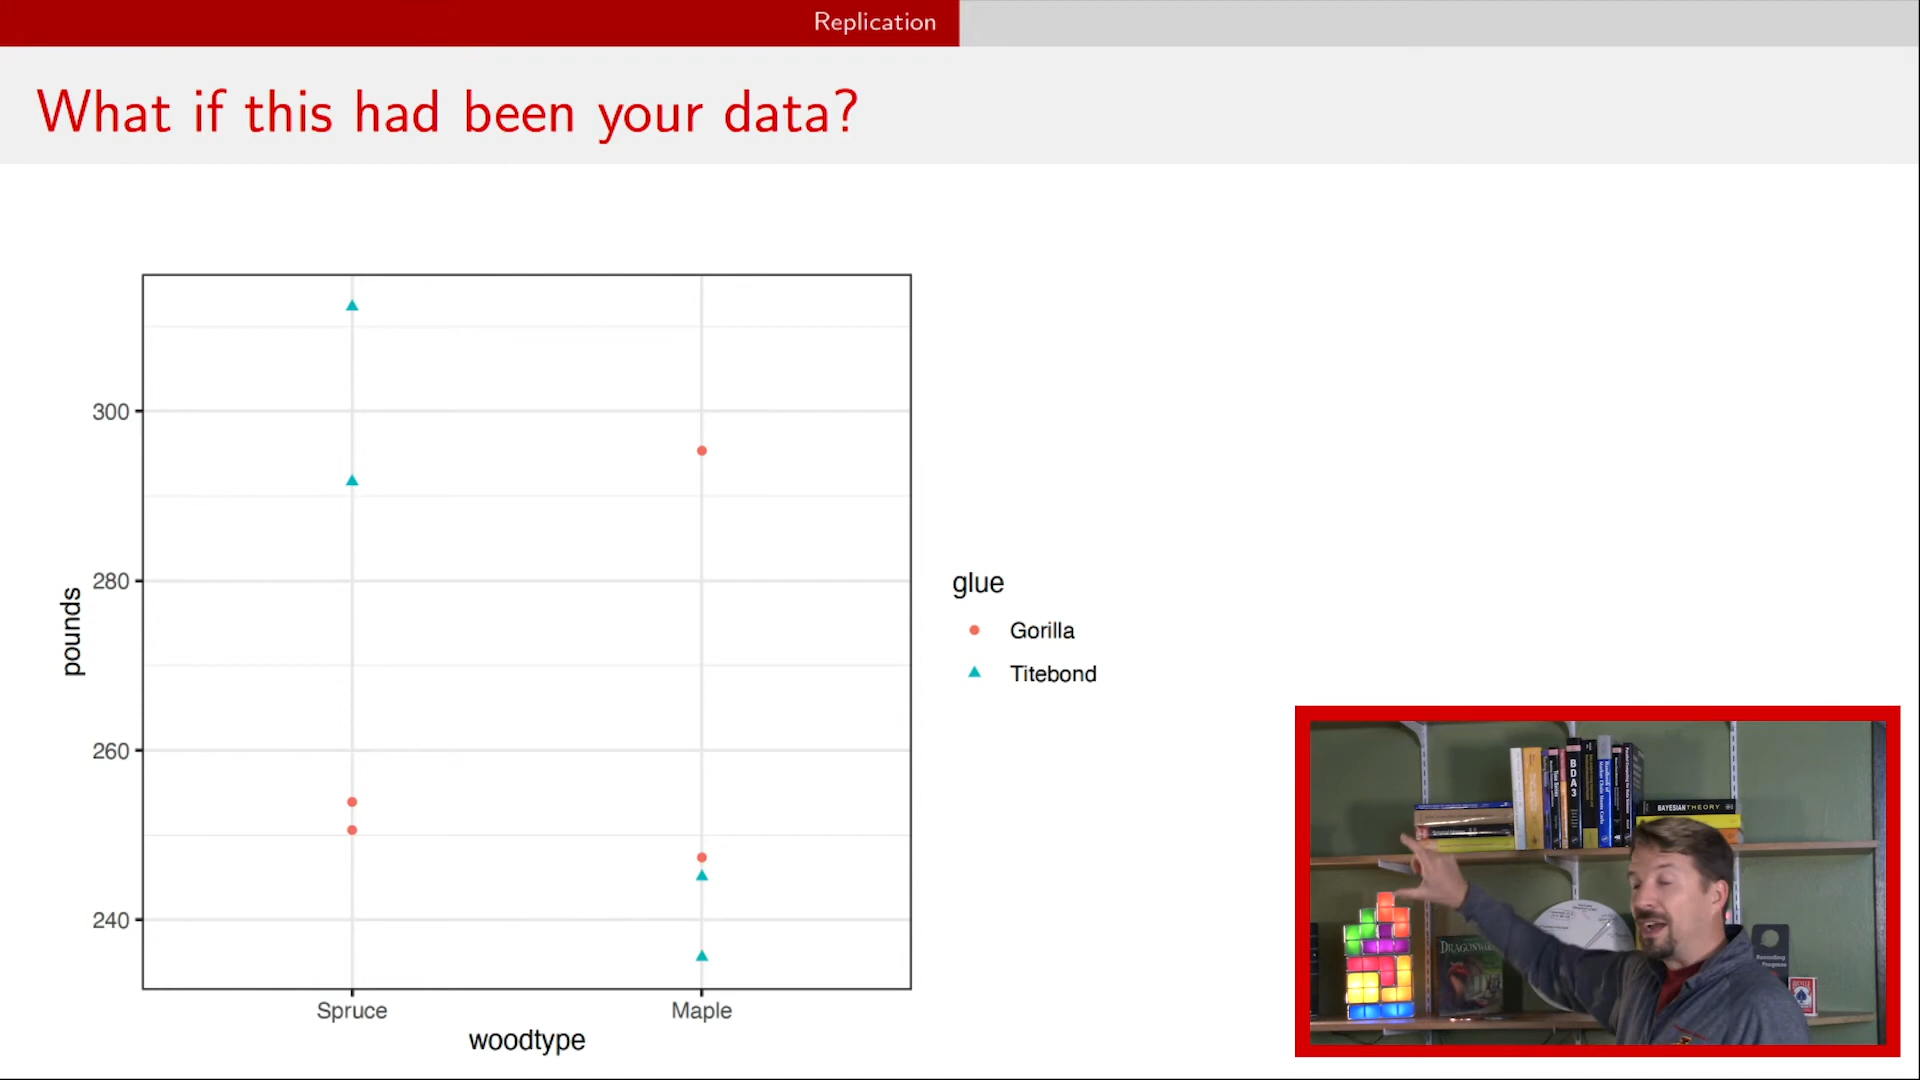 Replication
What if this had been your data?
300
280
260
240
pounds
Spruce
Maple
woodtype
glue
Gorilla
Titebond
BDA3
BAYESIAN THEORY